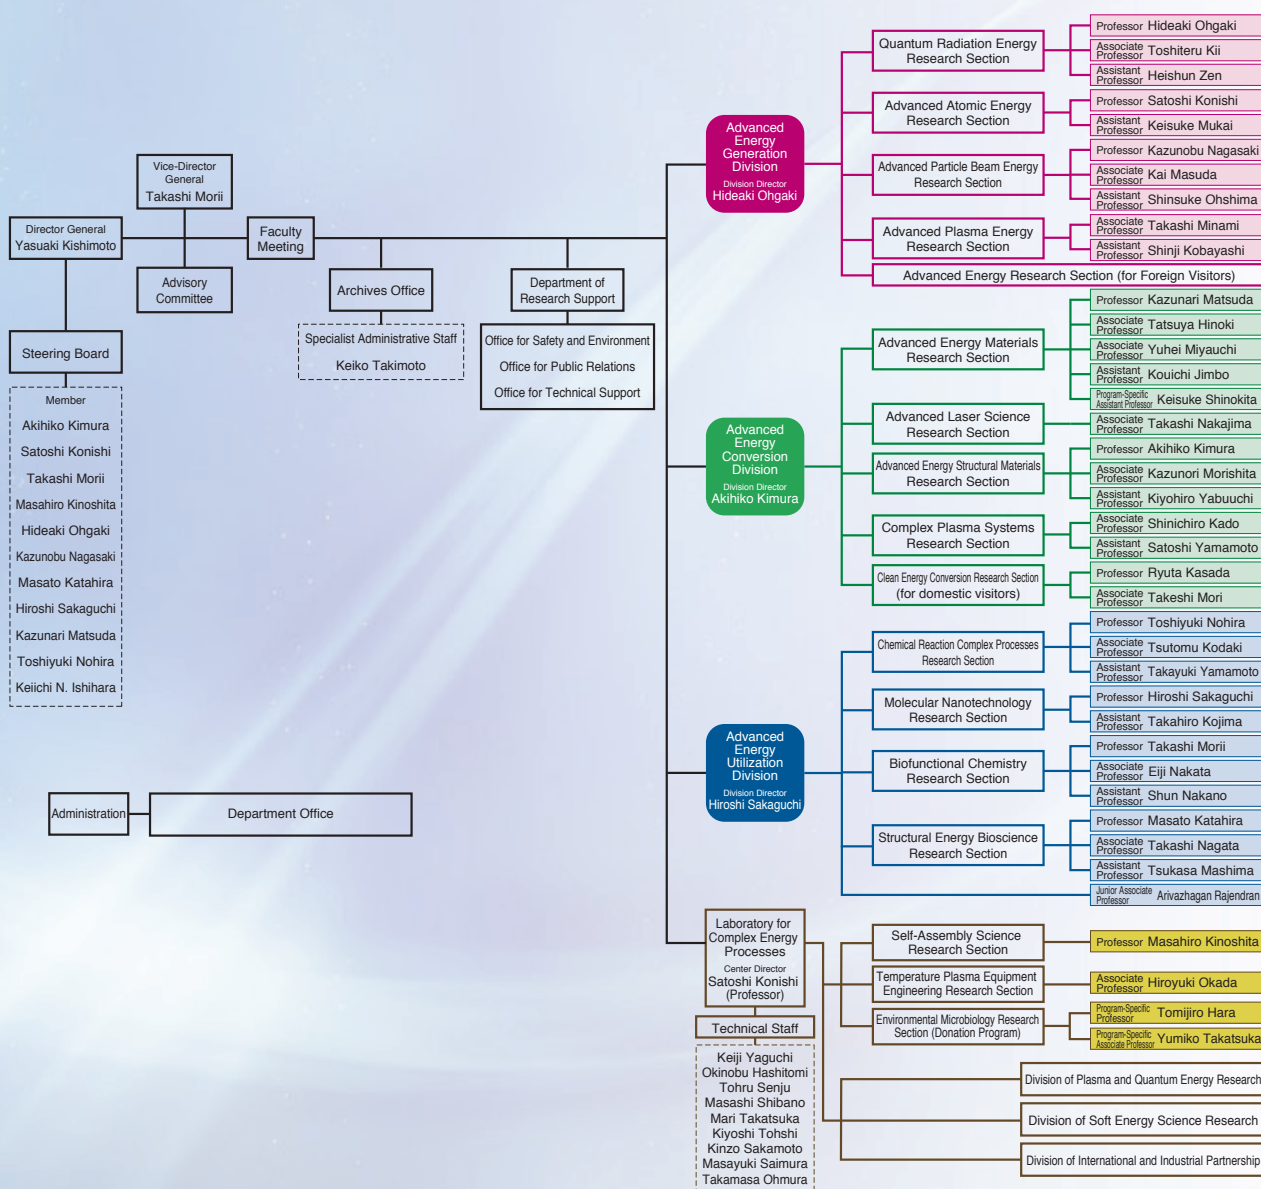 Vice-Director
General
Takashi Morii
Director General
Yasuaki Kishimoto
Faculty
Meeting
Advisory
Committee
Steering Board
Member
Akihiko Kimura
Satoshi Konishi
Takashi Morii
Masahiro Kinoshita
Hideaki Ohgaki
Kazunobu Nagasaki
Masato Katahira
Hiroshi Sakaguchi
Kazunari Matsuda
Toshiyuki Nohira
Keiichi N. Ishihara
Archives Office
Specialist Administrative Staff
Keiko Takimoto
Department of
Research Support
Office for Safety and Environment
Office for Public Relations
Office for Technical Support
Administration
Department Office
Advanced
Energy
Generation
Division
Division Director
Hideaki Ohgaki
Quantum Radiation Energy
Research Section
Professor Hideaki Ohgaki
Associate
Professor Toshiteru Kii
Assistant
Professor Heishun Zen
Advanced Atomic Energy
Research Section
Professor Satoshi Konishi
Assistant
Professor Keisuke Mukai
Advanced Particle Beam Energy
Research Section
Professor Kazunobu Nagasaki
Associate
Professor Kai Masuda
Assistant
Professor Shinsuke Ohshima
Advanced Plasma Energy
Research Section
Associate
Professor Takashi Minami
Assistant
Professor Shinji Kobayashi
Advanced Energy Research Section (for Foreign Visitors)
Advanced
Energy
Conversion
Division
Division Director
Akihiko Kimura
Advanced Energy Materials
Research Section
Professor Kazunari Matsuda
Associate
Professor Tatsuya Hinoki
Associate
Professor Yuhei Miyauchi
Assistant
Professor Kouichi Jimbo
Program-Specific
Assistant Professor Keisuke Shinokita
Advanced Laser Science
Research Section
Associate
Professor Takashi Nakajima
Advanced Energy Structural Materials
Research Section
Professor Akihiko Kimura
Associate
Professor Kazunori Morishita
Assistant
Professor Kiyohiro Yabuuchi
Complex Plasma Systems
Research Section
Associate
Professor Shinichiro Kado
Assistant
Professor Satoshi Yamamoto
Clean Energy Conversion Research Section
(for domestic visitors)
Professor Ryuta Kasada
Associate
Professor Takeshi Mori
Advanced
Energy
Utilization
Division
Division Director
Hiroshi Sakaguchi
Chemical Reaction Complex Processes
Research Section
Professor Toshiyuki Nohira
Associate
Professor Tsutomu Kodaki
Assistant
Professor Takayuki Yamamoto
Molecular Nanotechnology
Research Section
Professor Hiroshi Sakaguchi
Assistant
Professor Takahiro Kojima
Biofunctional Chemistry
Research Section
Professor Takashi Morii
Associate
Professor Eiji Nakata
Assistant
Professor Shun Nakano
Structural Energy Bioscience
Research Section
Professor Masato Katahira
Associate
Professor Takashi Nagata
Assistant
Professor Tsukasa Mashima
Junior Associate
Professor Arivazhagan Rajendran
Laboratory for
Complex Energy
Processes
Center Director
Satoshi Konishi
(Professor)
Technical Staff
Keiji Yaguchi
Okinobu Hashitomi
Tohru Senju
Masashi Shibano
Mari Takatsuka
Kiyoshi Tohshi
Kinzo Sakamoto
Masayuki Saimura
Takamasa Ohmura
Self-Assembly Science
Research Section
Professor Masahiro Kinoshita
Temperature Plasma Equipment
Engineering Research Section
Associate
Professor Hiroyuki Okada
Environmental Microbiology Research
Section (Donation Program)
Program-Specific
Professor Tomijiro Hara
Program-Specific
Associate Professor Yumiko Takatsuka
Division of Plasma and Quantum Energy Research
Division of Soft Energy Science Research
Division of International and Industrial Partnership